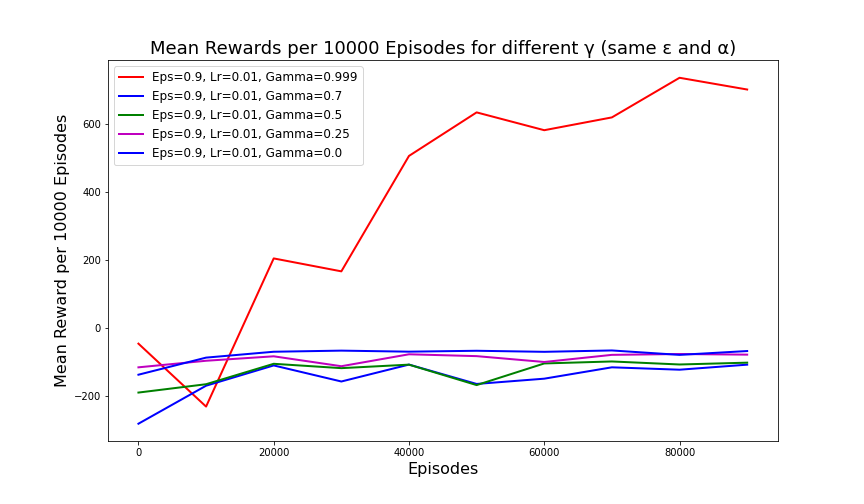 Mean Rewards per 10000 Episodes for different γ (same ε and α)
Eps=0.9, Lr=0.01, Gamma=0.999
Eps=0.9, Lr=0.01, Gamma=0.7
Eps=0.9, Lr=0.01, Gamma=0.5
Eps=0.9, Lr=0.01, Gamma=0.25
Eps=0.9, Lr=0.01, Gamma=0.0
Mean Reward per 10000 Episodes
600
400
200
0
−200
0 20000 40000 60000 80000
Episodes